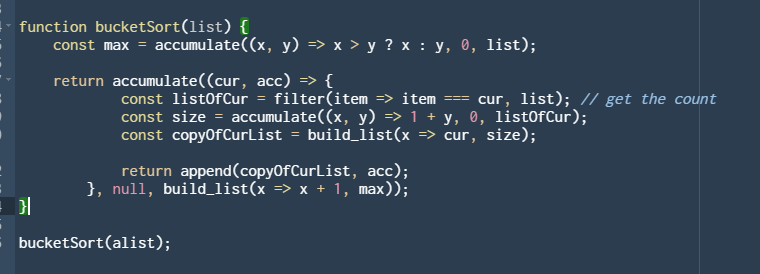 function bucketSort(list) {
    const max = accumulate((x, y) => x > y ? x : y, 0, list);
    return accumulate((cur, acc) => {
            const listOfCur = filter(item => item === cur, list); // get the count
            const size = accumulate((x, y) => 1 + y, 0, listOfCur);
            const copyOfCurList = build_list(x => cur, size);
            return append(copyOfCurList, acc);
        }, null, build_list(x => x + 1, max));
}
bucketSort(alist);